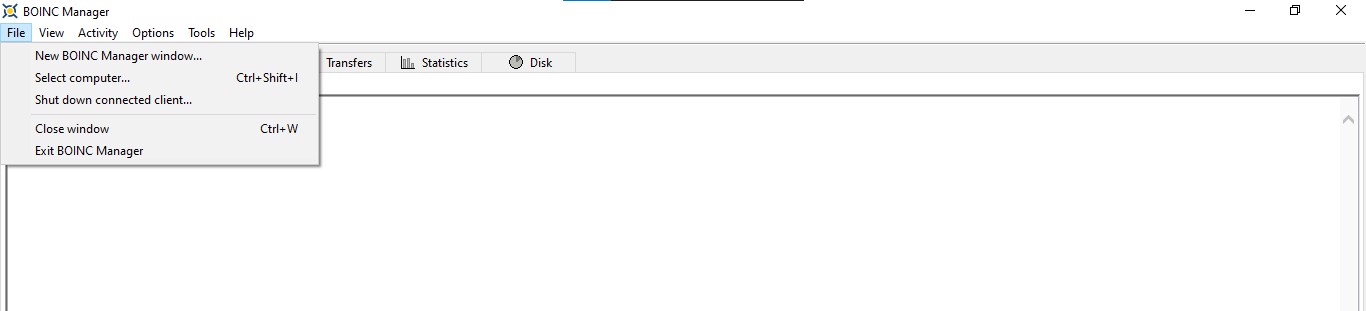 BOINC Manager
File View Activity Options Tools Help
New BOINC Manager window...
Select computer... Ctrl+Shift+I
Shut down connected client...
Close window Ctrl+W
Exit BOINC Manager
Transfers Statistics Disk